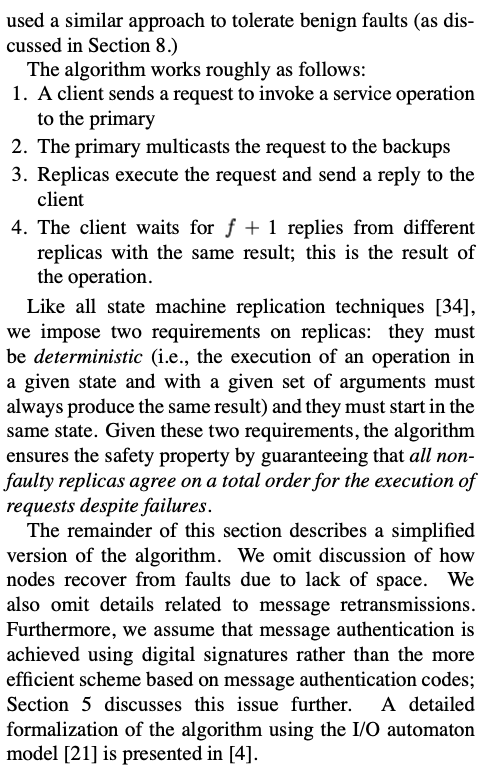 used a similar approach to tolerate benign faults (as dis-
cussed in Section 8.)
The algorithm works roughly as follows:
1. A client sends a request to invoke a service operation
to the primary
2. The primary multicasts the request to the backups
3. Replicas execute the request and send a reply to the
client
4. The client waits for f + 1 replies from different
replicas with the same result; this is the result of
the operation.
Like all state machine replication techniques [34],
we impose two requirements on replicas: they must
be deterministic (i.e., the execution of an operation in
a given state and with a given set of arguments must
always produce the same result) and they must start in the
same state. Given these two requirements, the algorithm
ensures the safety property by guaranteeing that all non-
faulty replicas agree on a total order for the execution of
requests despite failures.
The remainder of this section describes a simplified
version of the algorithm. We omit discussion of how
nodes recover from faults due to lack of space. We
also omit details related to message retransmissions.
Furthermore, we assume that message authentication is
achieved using digital signatures rather than the more
efficient scheme based on message authentication codes;
Section 5 discusses this issue further. A detailed
formalization of the algorithm using the I/O automaton
model [21] is presented in [4].